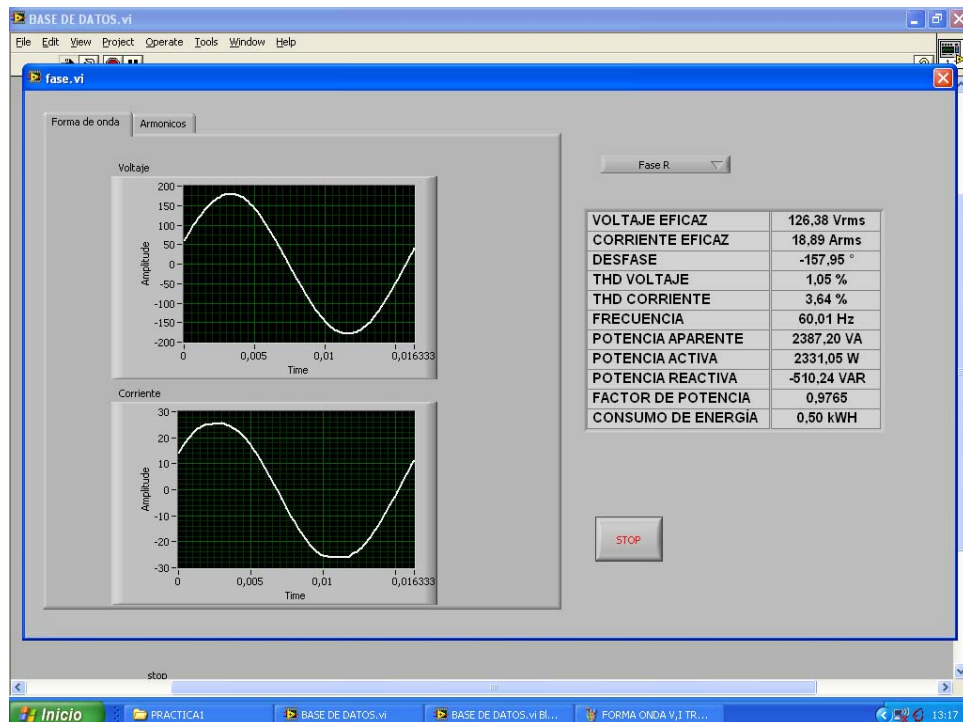 BASE DE DATOS.vi
File Edit View Project Operate Tools Window Help
fase.vi
Forma de onda Armonicos
Voltaje
Amplitude
200
150
100
50
0
-50
-100
-150
-200
0 0,005 0,01 0,016333
Time
Corriente
Amplitude
30
20
10
0
-10
-20
-30
0 0,005 0,01 0,016333
Time
Fase R
VOLTAJE EFICAZ 126,38 Vrms
CORRIENTE EFICAZ 18,89 Arms
DESFASE -157,95 °
THD VOLTAJE 1,05 %
THD CORRIENTE 3,64 %
FRECUENCIA 60,01 Hz
POTENCIA APARENTE 2387,20 VA
POTENCIA ACTIVA 2331,05 W
POTENCIA REACTIVA -510,24 VAR
FACTOR DE POTENCIA 0,9765
CONSUMO DE ENERGÍA 0,50 kWH
STOP
stop
Inicio PRACTICA1 BASE DE DATOS.vi BASE DE DATOS.vi Bl... FORMA ONDA V,I TR... 13:17